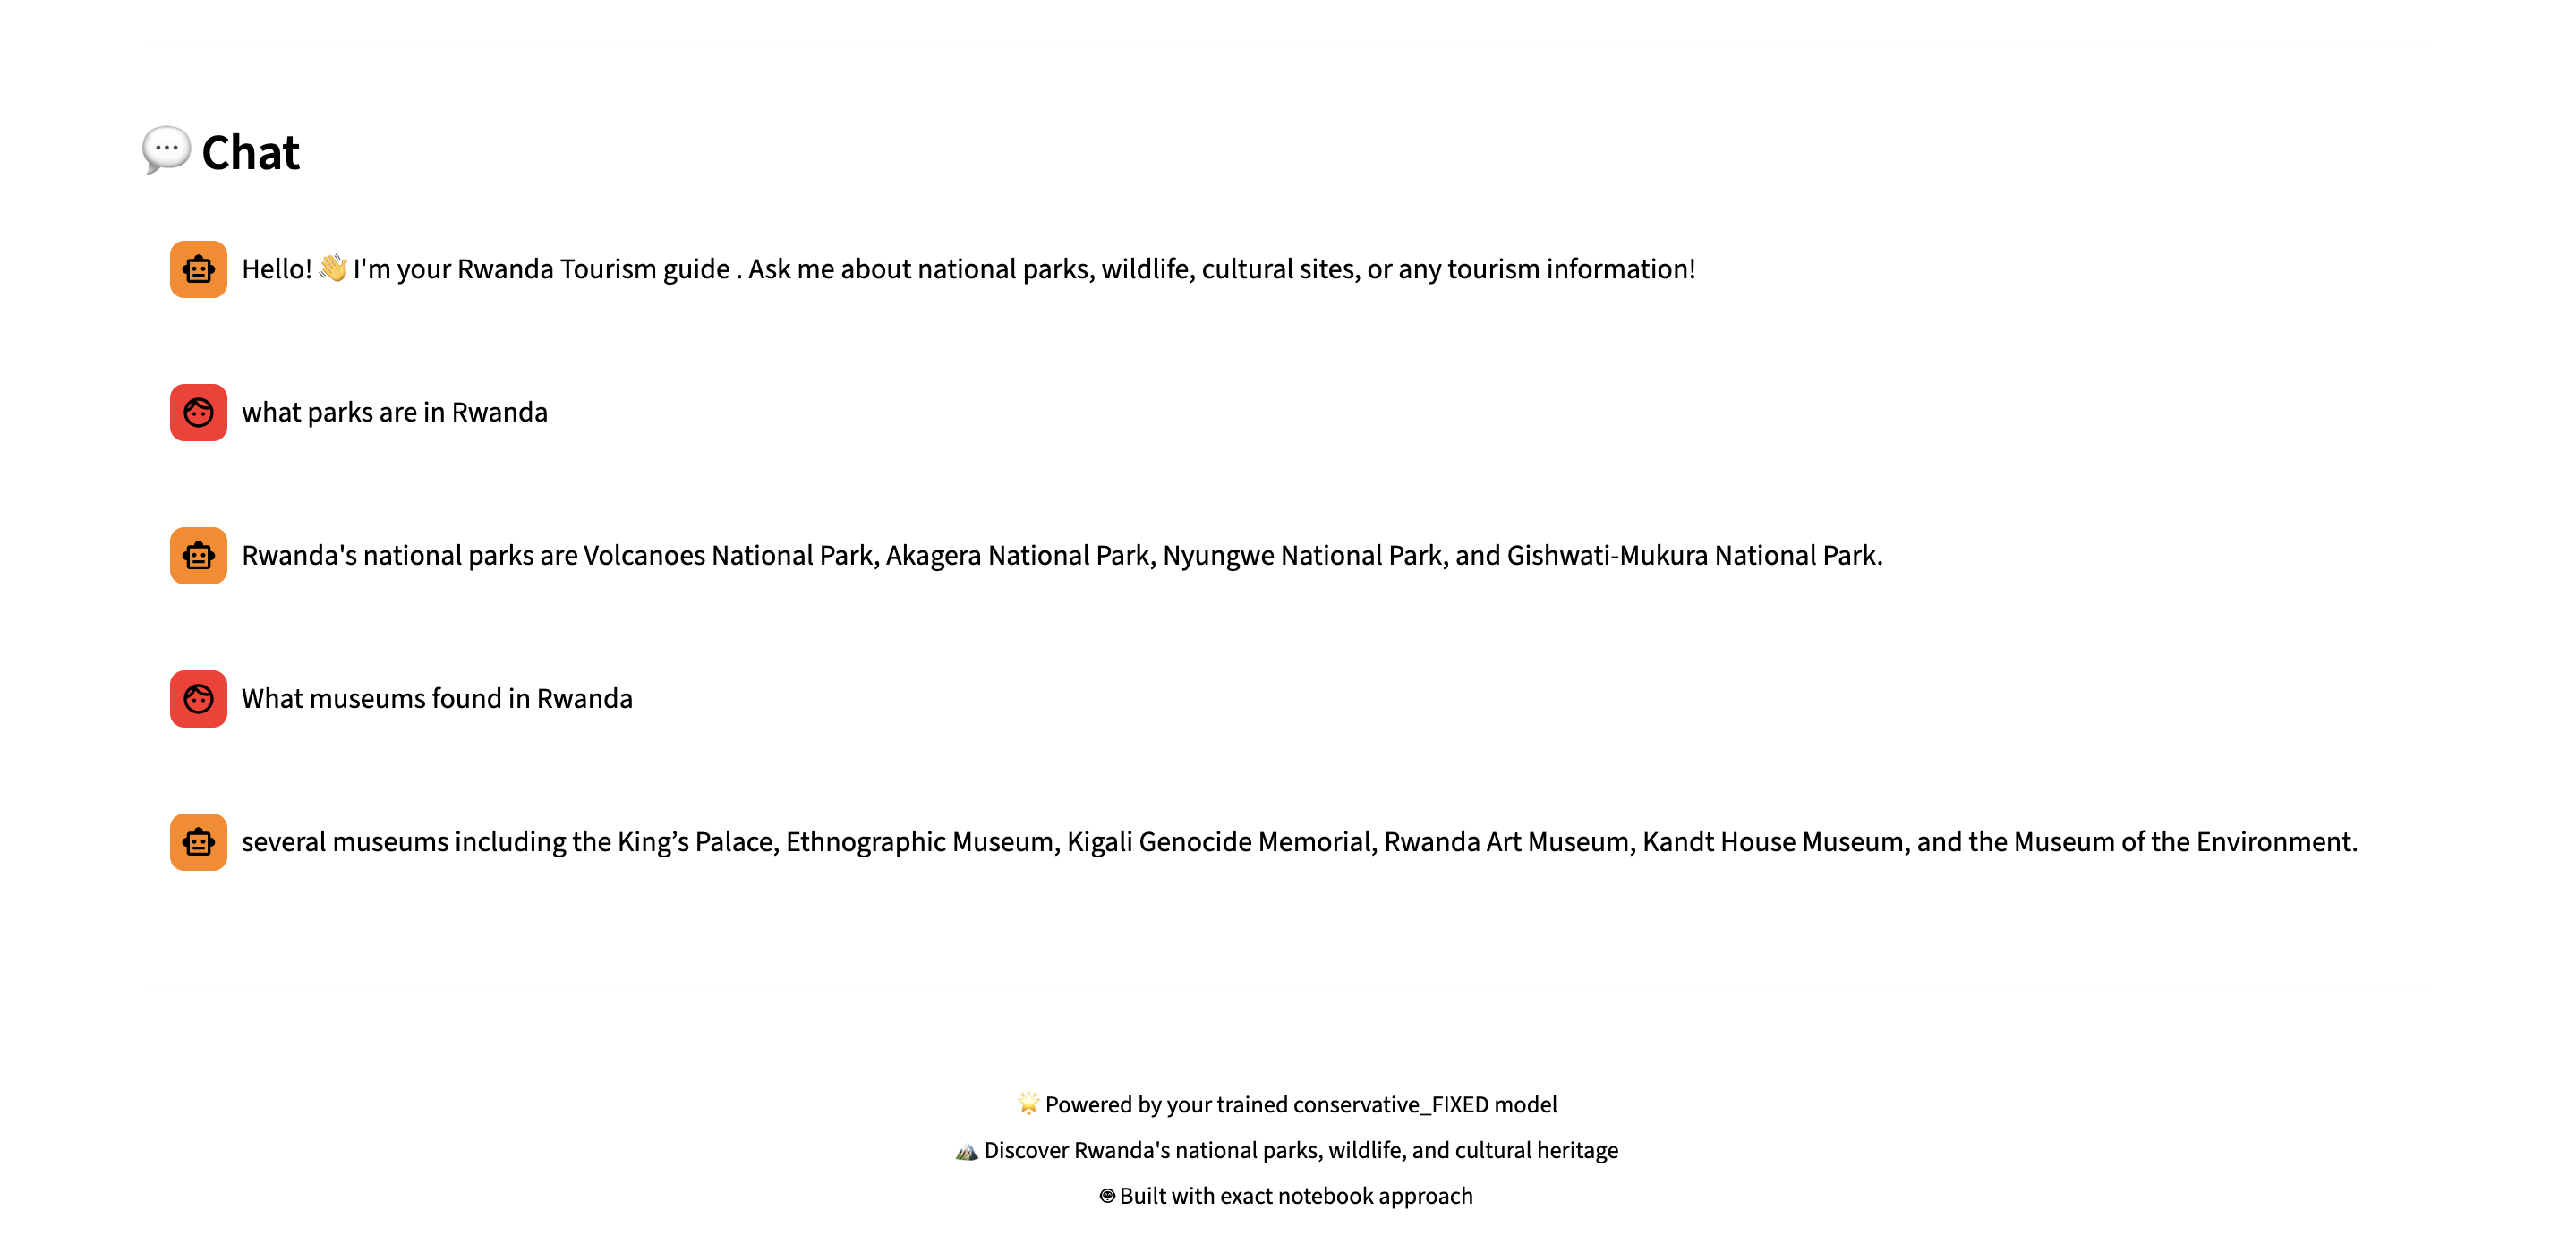 💬 Chat
Hello! 👋 I'm your Rwanda Tourism guide . Ask me about national parks, wildlife, cultural sites, or any tourism information!
what parks are in Rwanda
Rwanda's national parks are Volcanoes National Park, Akagera National Park, Nyungwe National Park, and Gishwati-Mukura National Park.
What museums found in Rwanda
several museums including the King’s Palace, Ethnographic Museum, Kigali Genocide Memorial, Rwanda Art Museum, Kandt House Museum, and the Museum of the Environment.
🌟 Powered by your trained conservative_FIXED model
🏔️ Discover Rwanda's national parks, wildlife, and cultural heritage
Built with exact notebook approach